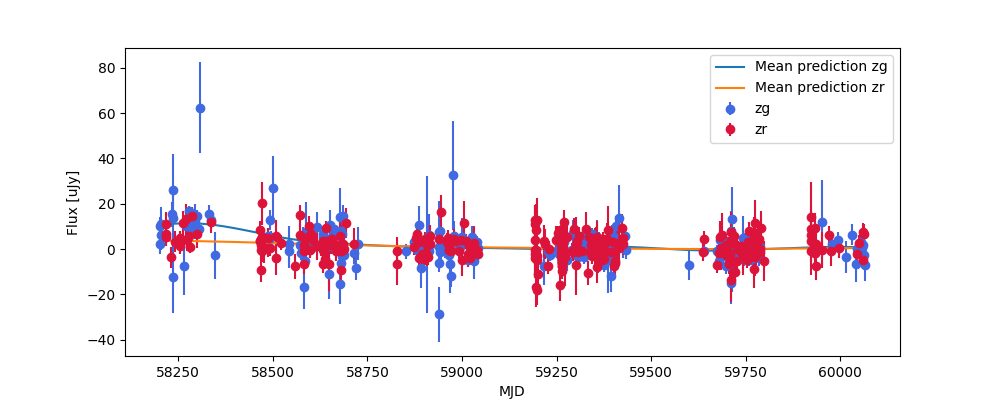 80
60
40
20
0
−20
−40
Flux [uJy]
58250
58500
58750
59000
59250
59500
59750
60000
MJD
Mean prediction zg
Mean prediction zr
zg
zr